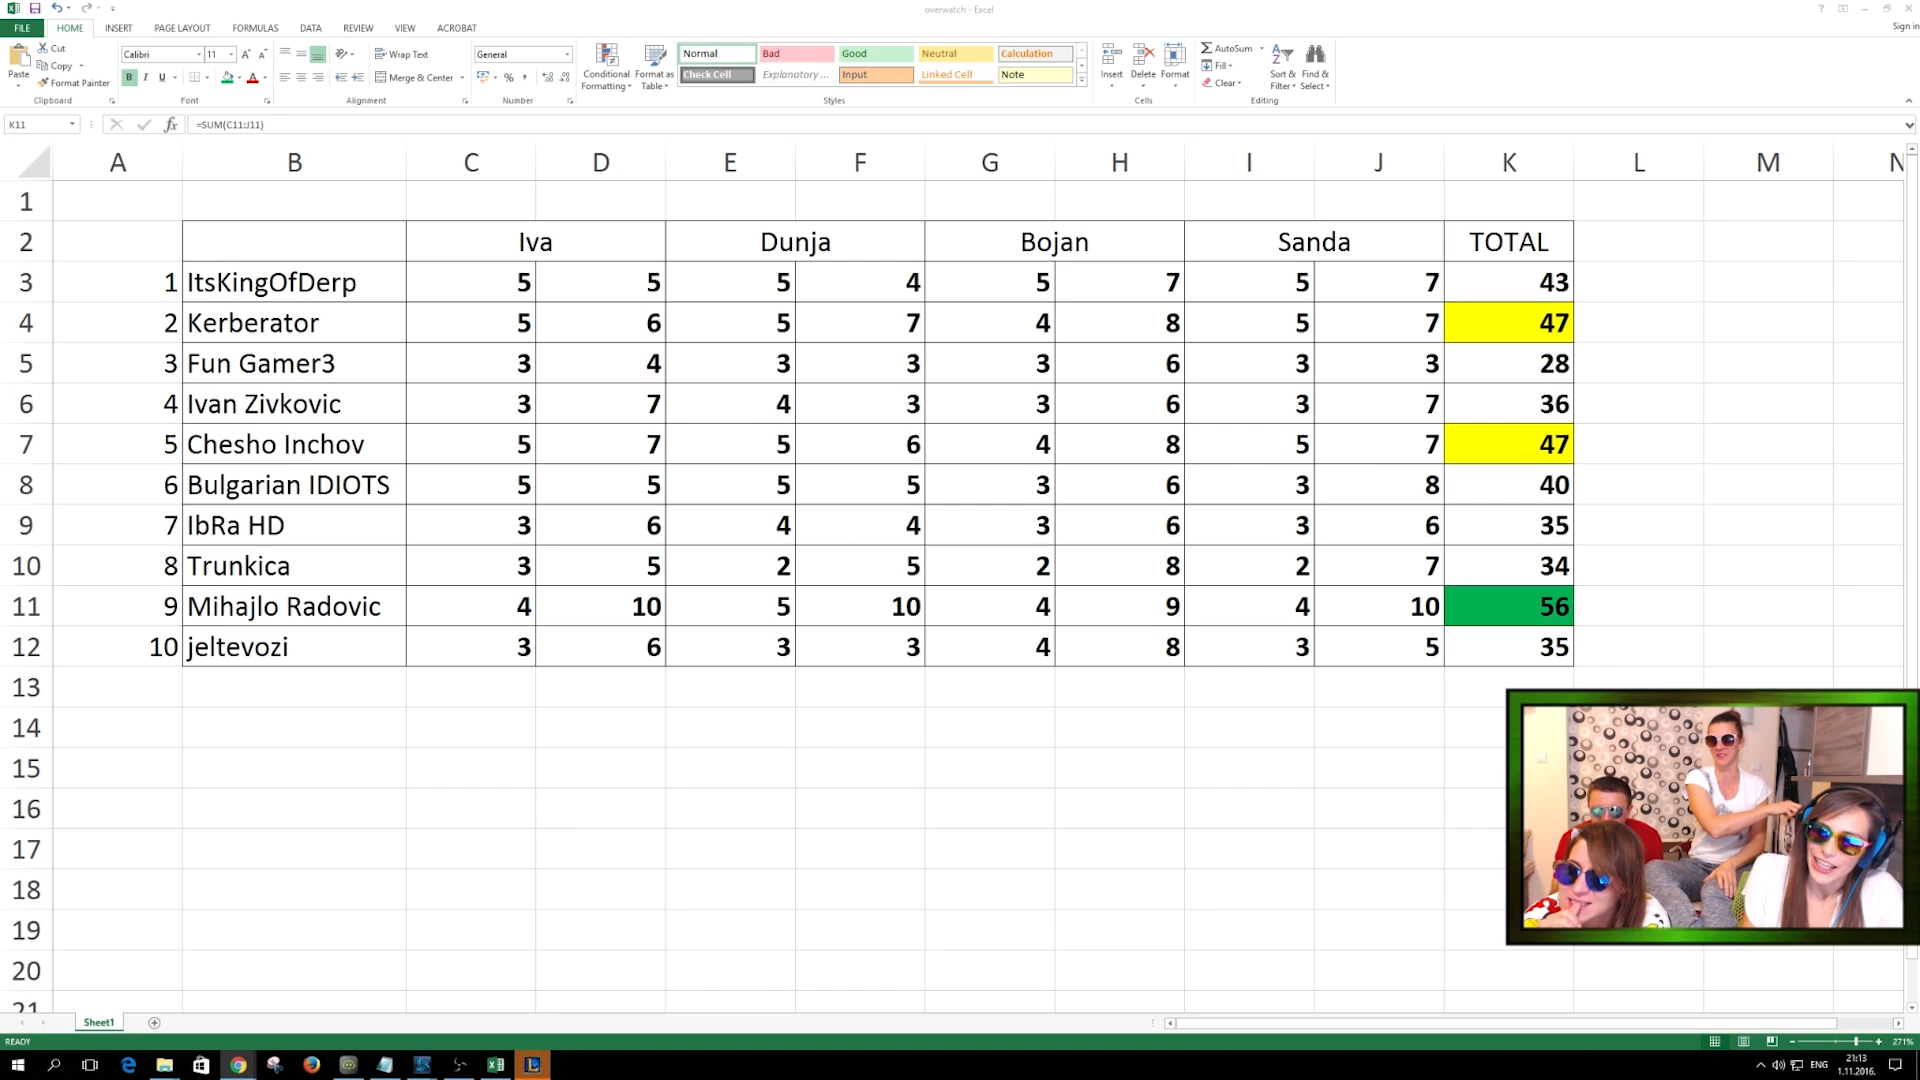 overwatch - Excel
Sign in
FILE HOME INSERT PAGE LAYOUT FORMULAS DATA REVIEW VIEW ACROBAT
Paste
Cut
Copy
Format Painter
Clipboard
Calibri 11
B I U
Font
Wrap Text
Merge & Center
Alignment
General
Number
Conditional Formatting
Format as Table
Normal Bad Good Neutral Calculation
Check Cell Explanatory ... Input Linked Cell Note
Styles
Insert Delete Format
Cells
AutoSum
Fill
Clear
Sort & Filter
Find & Select
Editing
K11 fx =SUM(C11:J11)
A B C D E F G H I J K L M N
1
2 Iva Dunja Bojan Sanda TOTAL
3 1 ItsKingOfDerp 5 5 5 4 5 7 5 7 43
4 2 Kerberator 5 6 5 7 4 8 5 7 47
5 3 Fun Gamer3 3 4 3 3 3 6 3 3 28
6 4 Ivan Zivkovic 3 7 4 3 3 6 3 7 36
7 5 Chesho Inchov 5 7 5 6 4 8 5 7 47
8 6 Bulgarian IDIOTS 5 5 5 5 3 6 3 8 40
9 7 IbRa HD 3 6 4 4 3 6 3 6 35
10 8 Trunkica 3 5 2 5 2 8 2 7 34
11 9 Mihajlo Radovic 4 10 5 10 4 9 4 10 56
12 10 jeltevozi 3 6 3 3 4 8 3 5 35
13
14
15
16
17
18
19
20
21
Sheet1
READY
271%
ENG
21:13
1.11.2016.